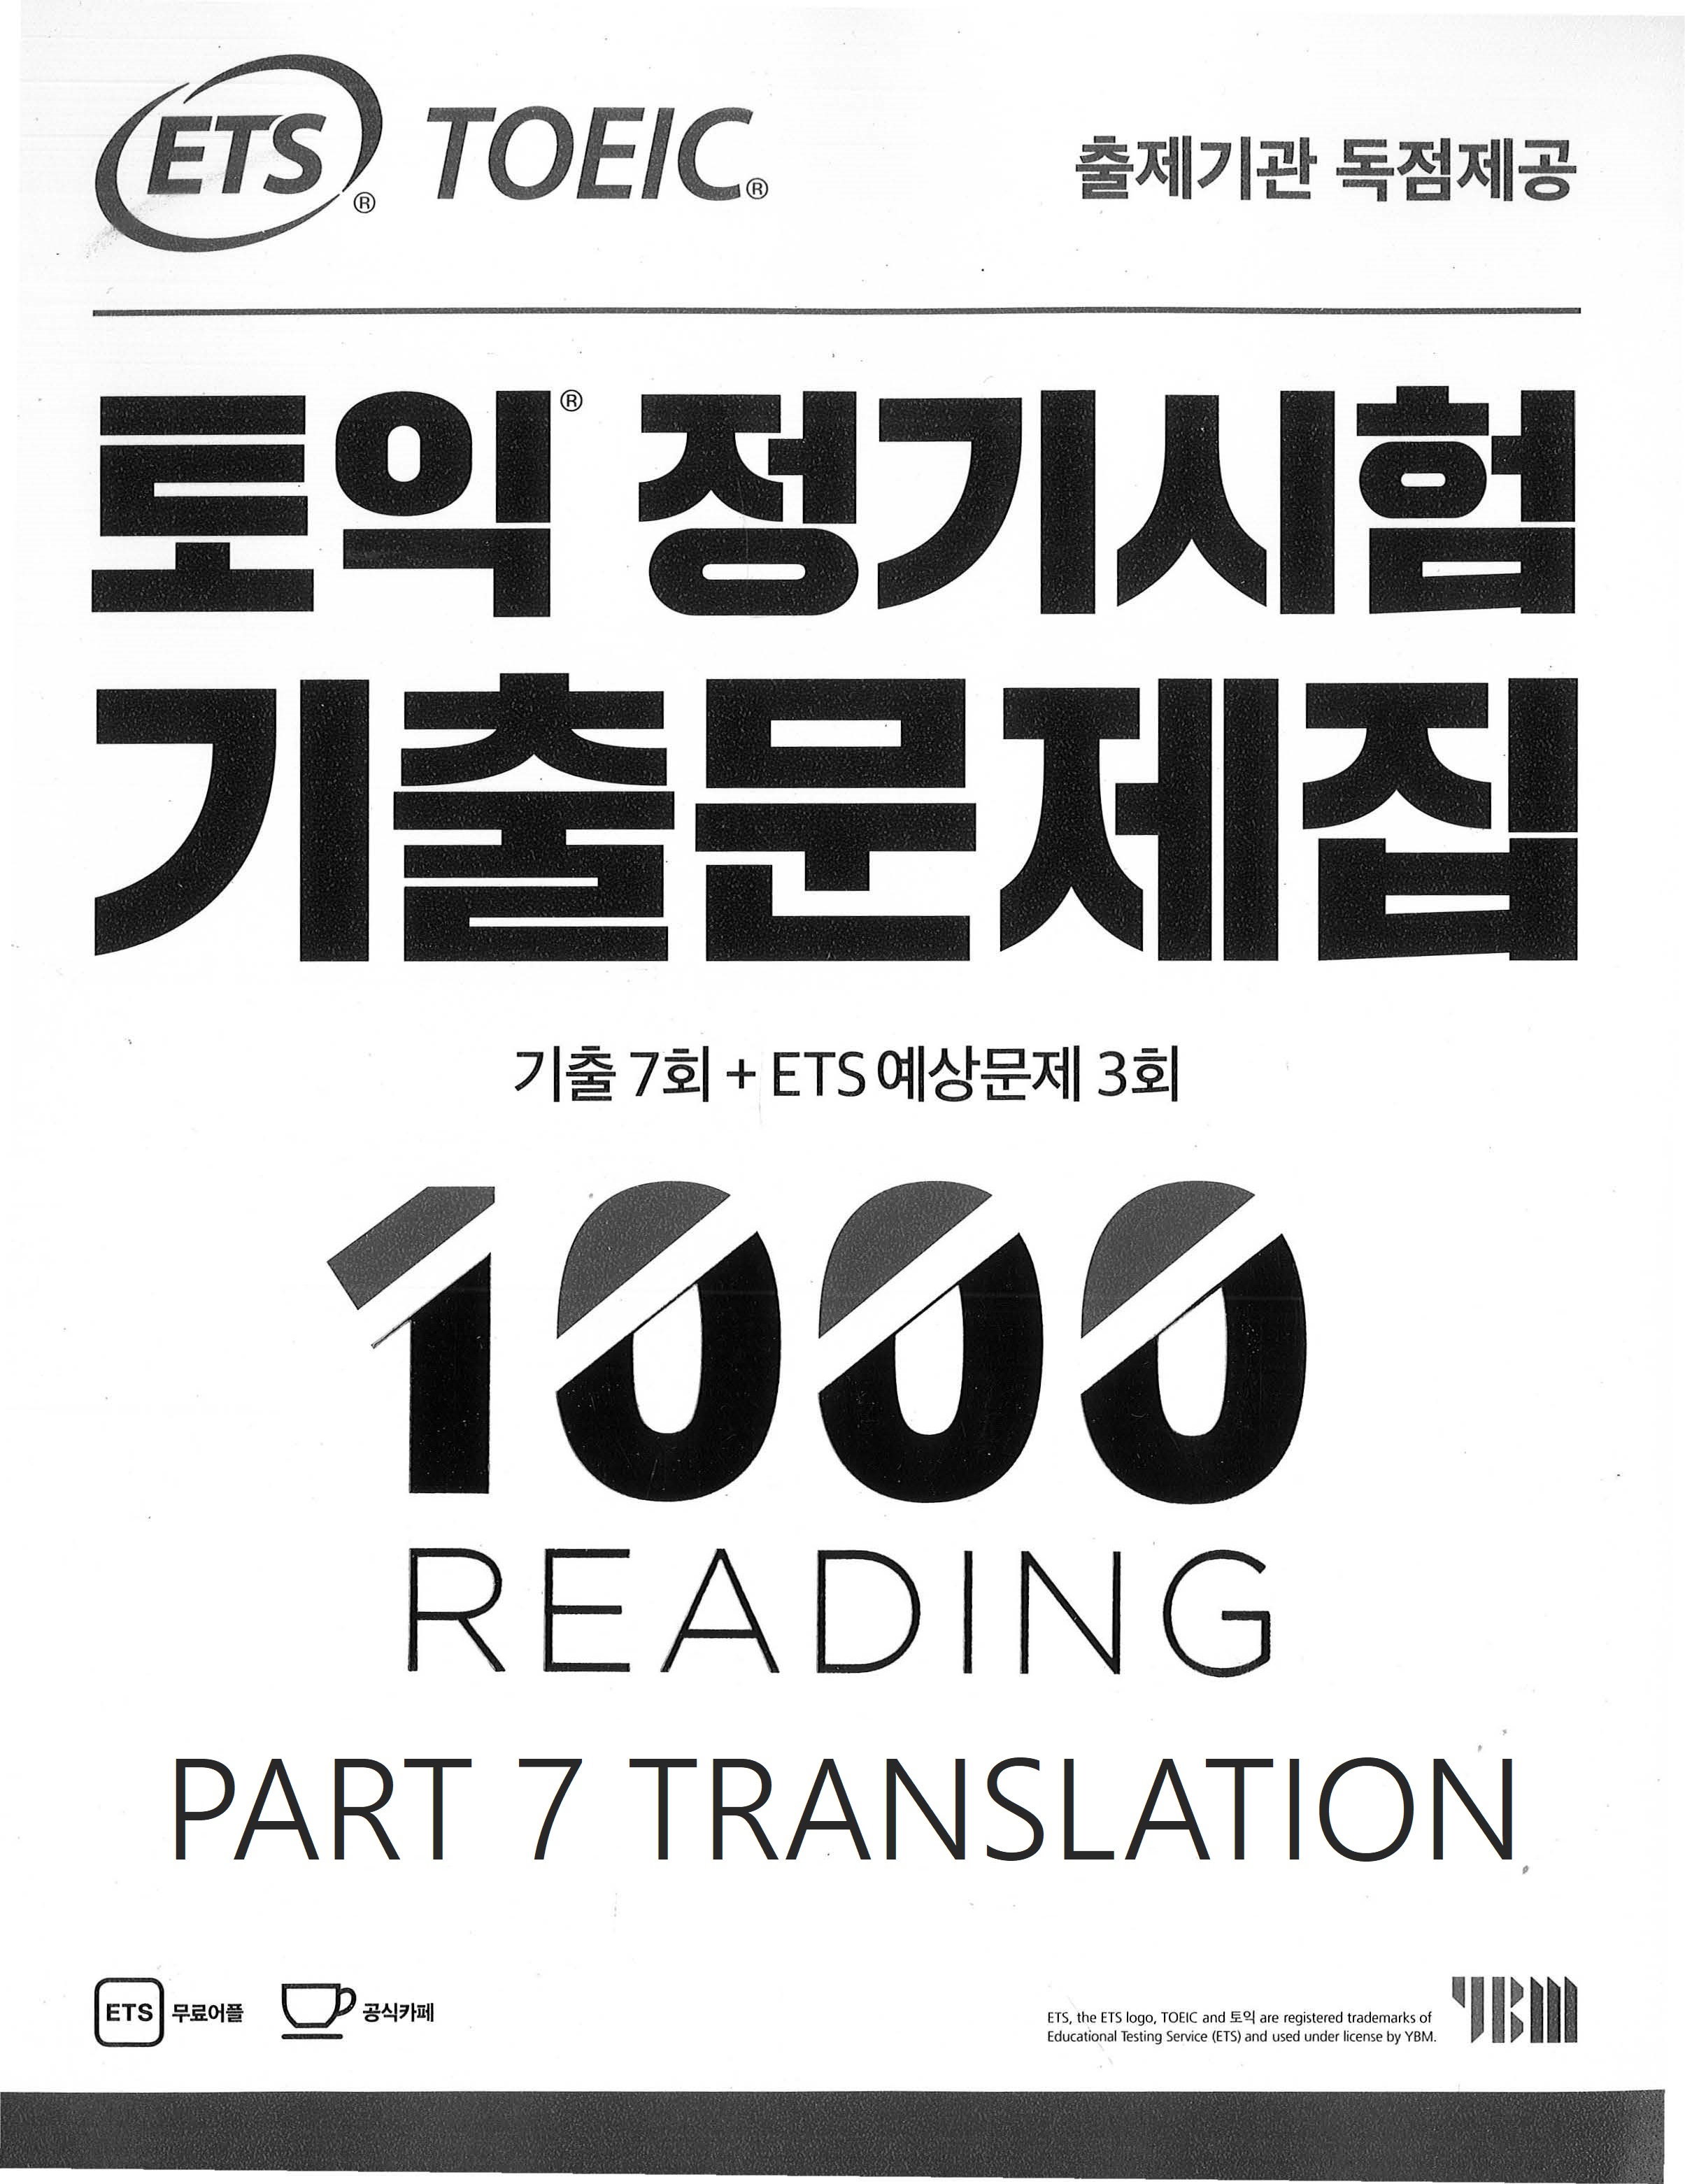 ETS® TOEIC®
출제기관 독점제공
토익® 정기시험
기출문제집
기출 7회 + ETS 예상문제 3회
1000
READING
PART 7 TRANSLATION
ETS 무료어플 공식카페
ETS, the ETS logo, TOEIC and 토익 are registered trademarks of
Educational Testing Service (ETS) and used under license by YBM.
YBM